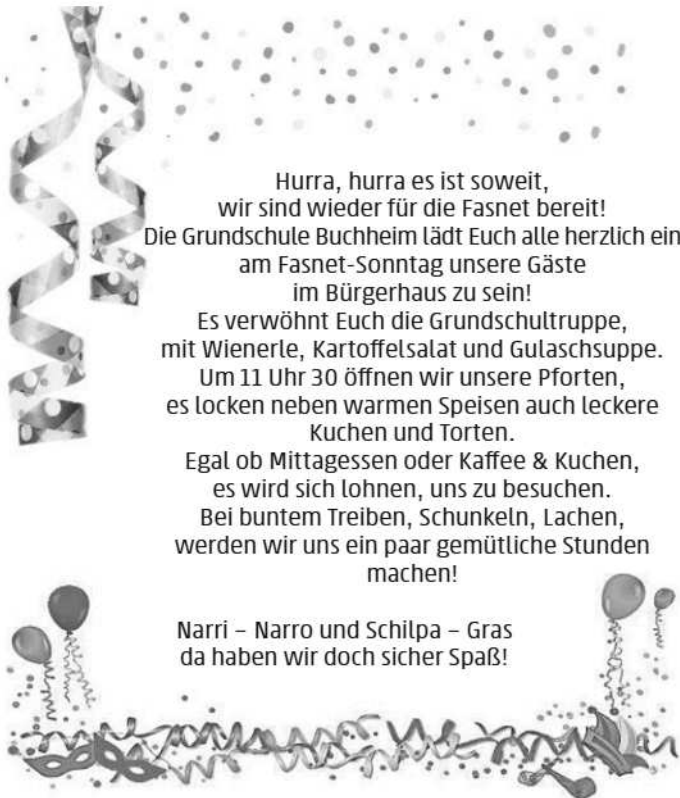 Hurra, hurra es ist soweit,
wir sind wieder für die Fasnet bereit!
Die Grundschule Buchheim lädt Euch alle herzlich ein
am Fasnet-Sonntag unsere Gäste
im Bürgerhaus zu sein!
Es verwöhnt Euch die Grundschultruppe,
mit Wienerle, Kartoffelsalat und Gulaschsuppe.
Um 11 Uhr 30 öffnen wir unsere Pforten,
es locken neben warmen Speisen auch leckere
Kuchen und Torten.
Egal ob Mittagessen oder Kaffee & Kuchen,
es wird sich lohnen, uns zu besuchen.
Bei buntem Treiben, Schunkeln, Lachen,
werden wir uns ein paar gemütliche Stunden
machen!
Narri – Narro und Schilpa – Gras
da haben wir doch sicher Spaß!